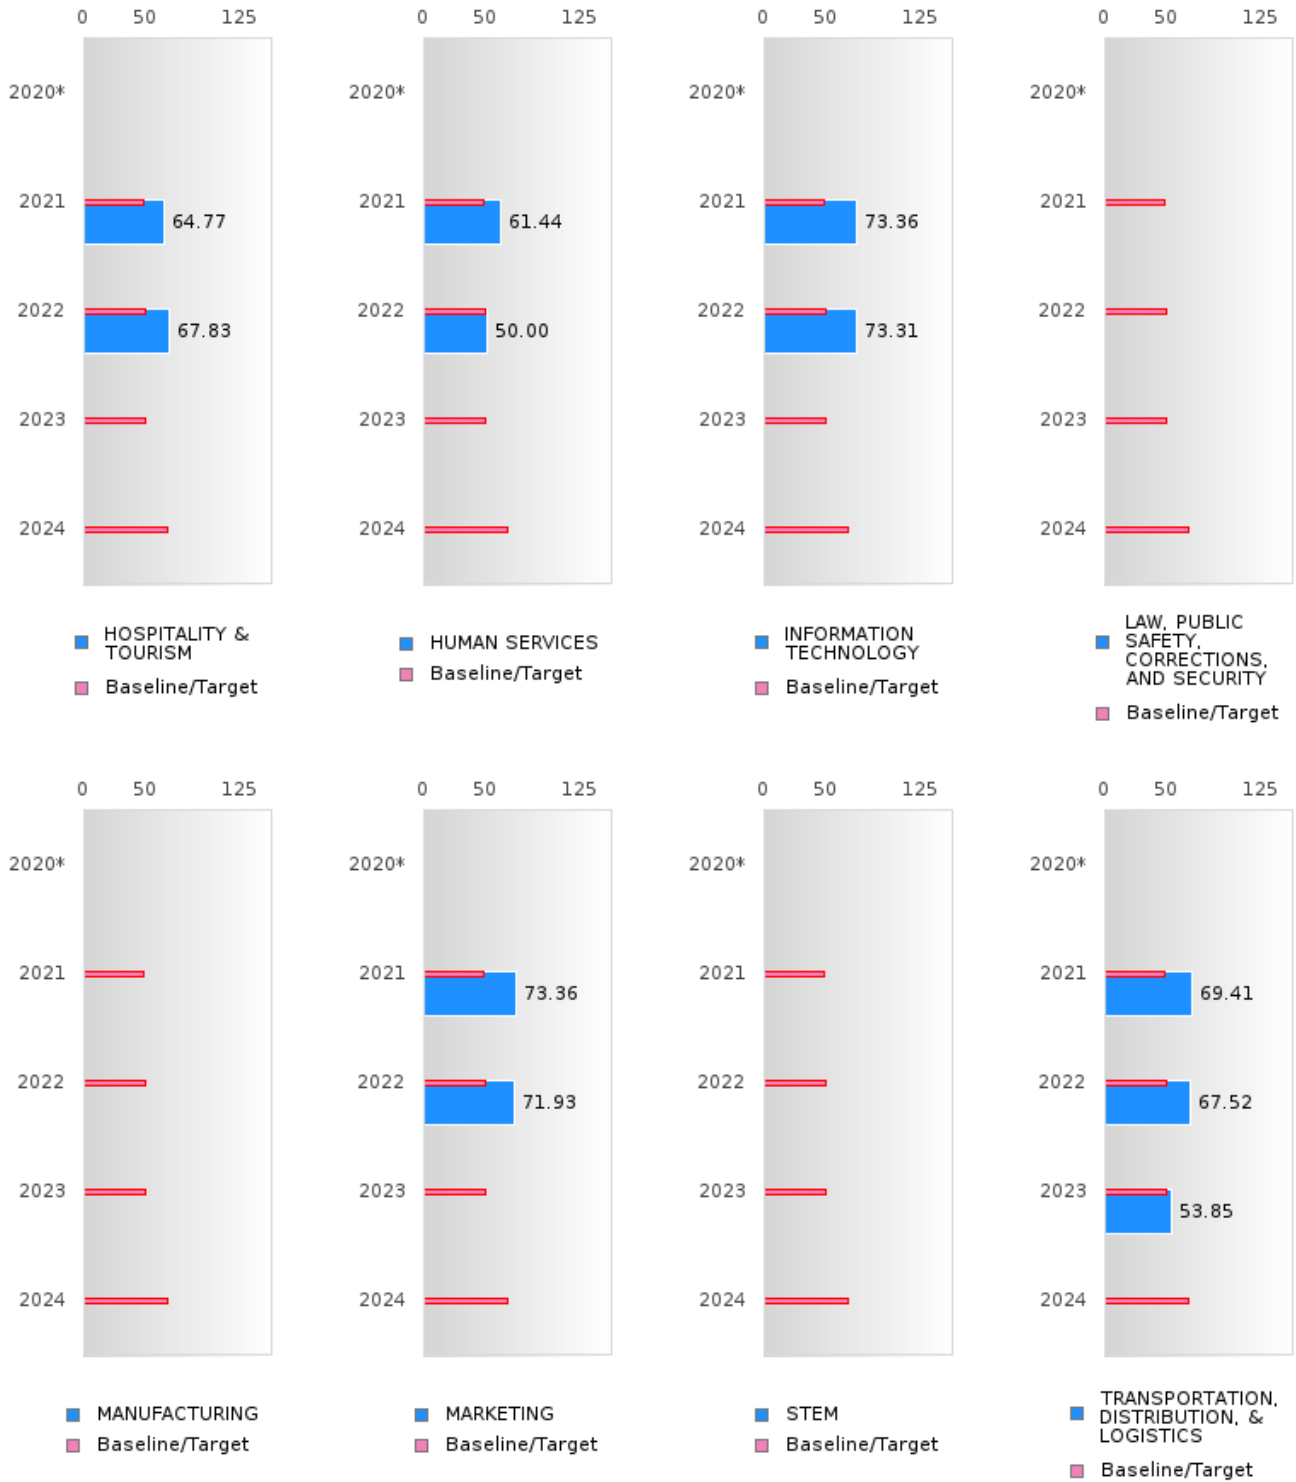 0 50 125
2020*
2021 64.77
2022 67.83
2023
2024
HOSPITALITY &
TOURISM
Baseline/Target
0 50 125
2020*
2021 61.44
2022 50.00
2023
2024
HUMAN SERVICES
Baseline/Target
0 50 125
2020*
2021 73.36
2022 73.31
2023
2024
INFORMATION
TECHNOLOGY
Baseline/Target
0 50 125
2020*
2021
2022
2023
2024
LAW, PUBLIC
SAFETY,
CORRECTIONS,
AND SECURITY
Baseline/Target
0 50 125
2020*
2021
2022
2023
2024
MANUFACTURING
Baseline/Target
0 50 125
2020*
2021 73.36
2022 71.93
2023
2024
MARKETING
Baseline/Target
0 50 125
2020*
2021
2022
2023
2024
STEM
Baseline/Target
0 50 125
2020*
2021 69.41
2022 67.52
2023 53.85
2024
TRANSPORTATION,
DISTRIBUTION, &
LOGISTICS
Baseline/Target